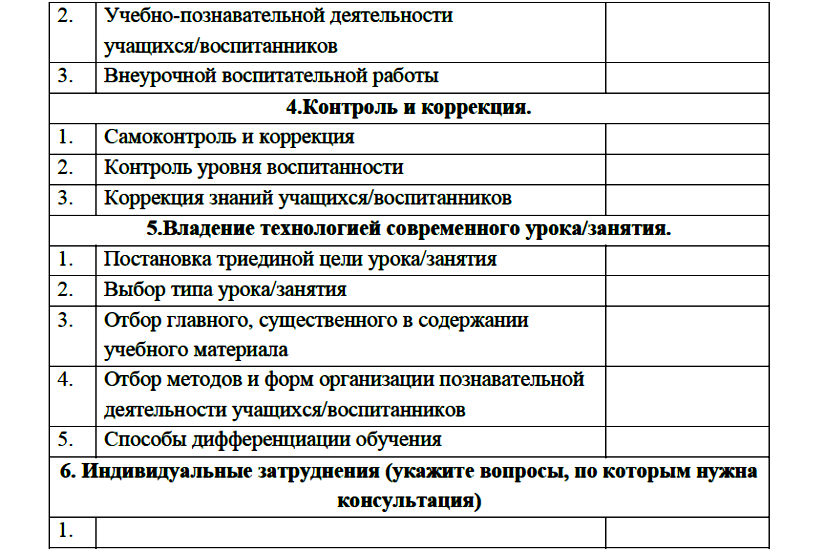 2. Учебно-познавательной деятельности
учащихся/воспитанников
3. Внеурочной воспитательной работы
4.Контроль и коррекция.
1. Самоконтроль и коррекция
2. Контроль уровня воспитанности
3. Коррекция знаний учащихся/воспитанников
5.Владение технологией современного урока/занятия.
1. Постановка триединой цели урока/занятия
2. Выбор типа урока/занятия
3. Отбор главного, существенного в содержании
учебного материала
4. Отбор методов и форм организации познавательной
деятельности учащихся/воспитанников
5. Способы дифференциации обучения
6. Индивидуальные затруднения (укажите вопросы, по которым нужна
консультация)
1.